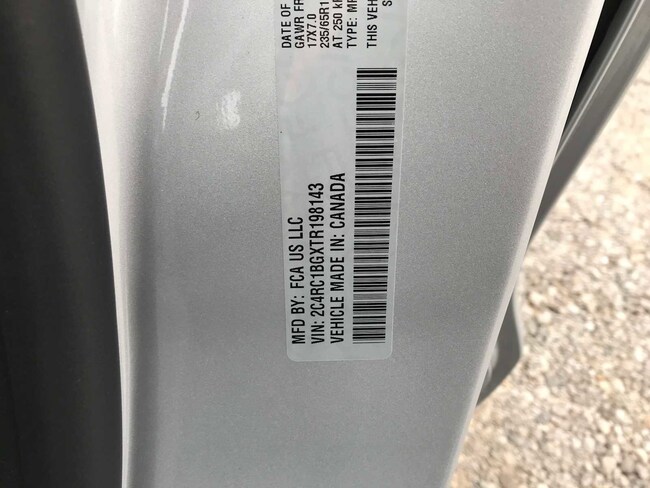 MFD BY: FCA US LLC
VIN: 2C4RC1BGXTR198143
VEHICLE MADE IN: CANADA
DATE OF
GAWR FR
17X7.0
235/65R1
AT 250 k
TYPE: MP
THIS VEH